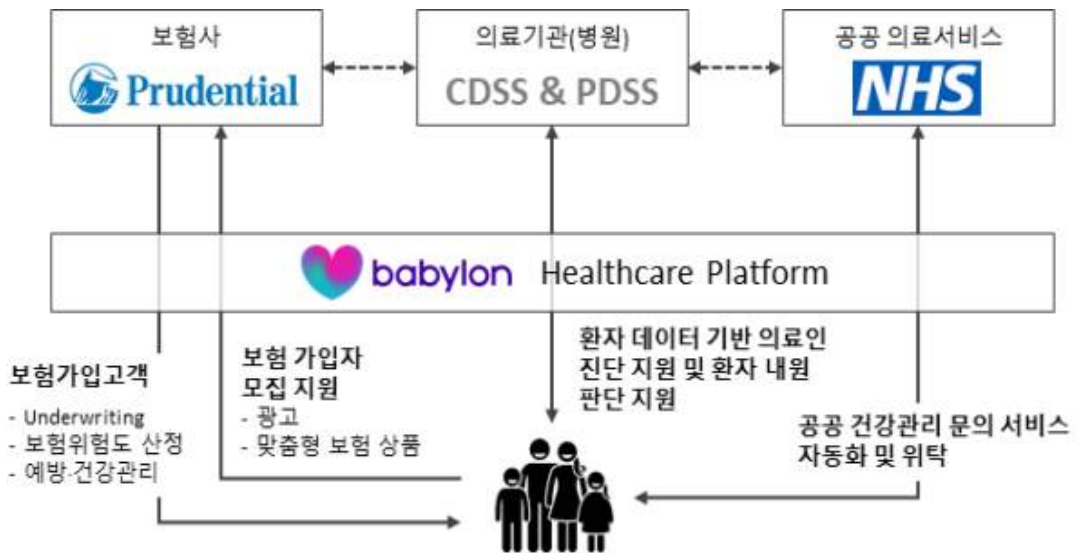 보험사
Prudential
의료기관(병원)
CDSS & PDSS
공공 의료서비스
NHS
babylon Healthcare Platform
보험가입고객
- Underwriting
- 보험위험도 산정
- 예방·건강관리
보험 가입자
모집 지원
- 광고
- 맞춤형 보험 상품
환자 데이터 기반 의료인
진단 지원 및 환자 내원
판단 지원
공공 건강관리 문의 서비스
자동화 및 위탁